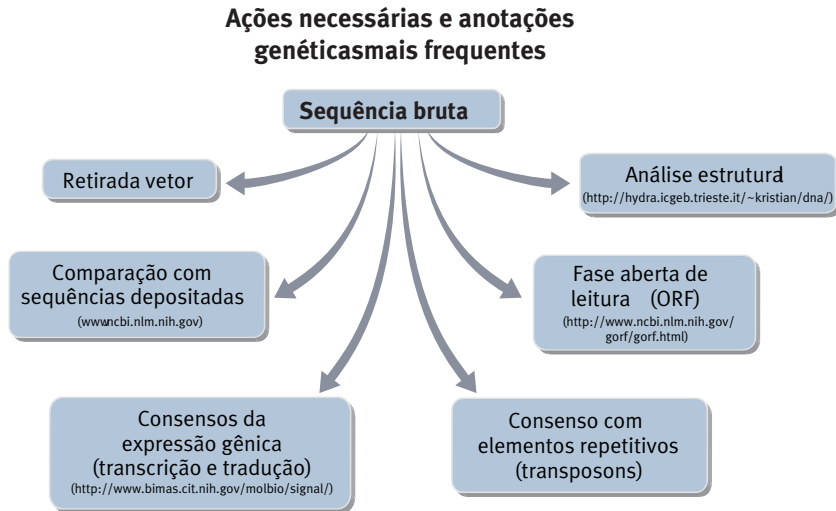 Ações necessárias e anotações
genéticasmais frequentes
Sequência bruta
Retirada vetor
Análise estrutural
(http://hydra.icgeb.trieste.it/~kristian/dna/)
Comparação com
sequências depositadas
(www.ncbi.nlm.nih.gov)
Fase aberta de
leitura (ORF)
(http://www.ncbi.nlm.nih.gov/
gorf/gorf.html)
Consensos da
expressão gênica
(transcrição e tradução)
(http://www.bimas.cit.nih.gov/molbio/signal/)
Consenso com
elementos repetitivos
(transposons)